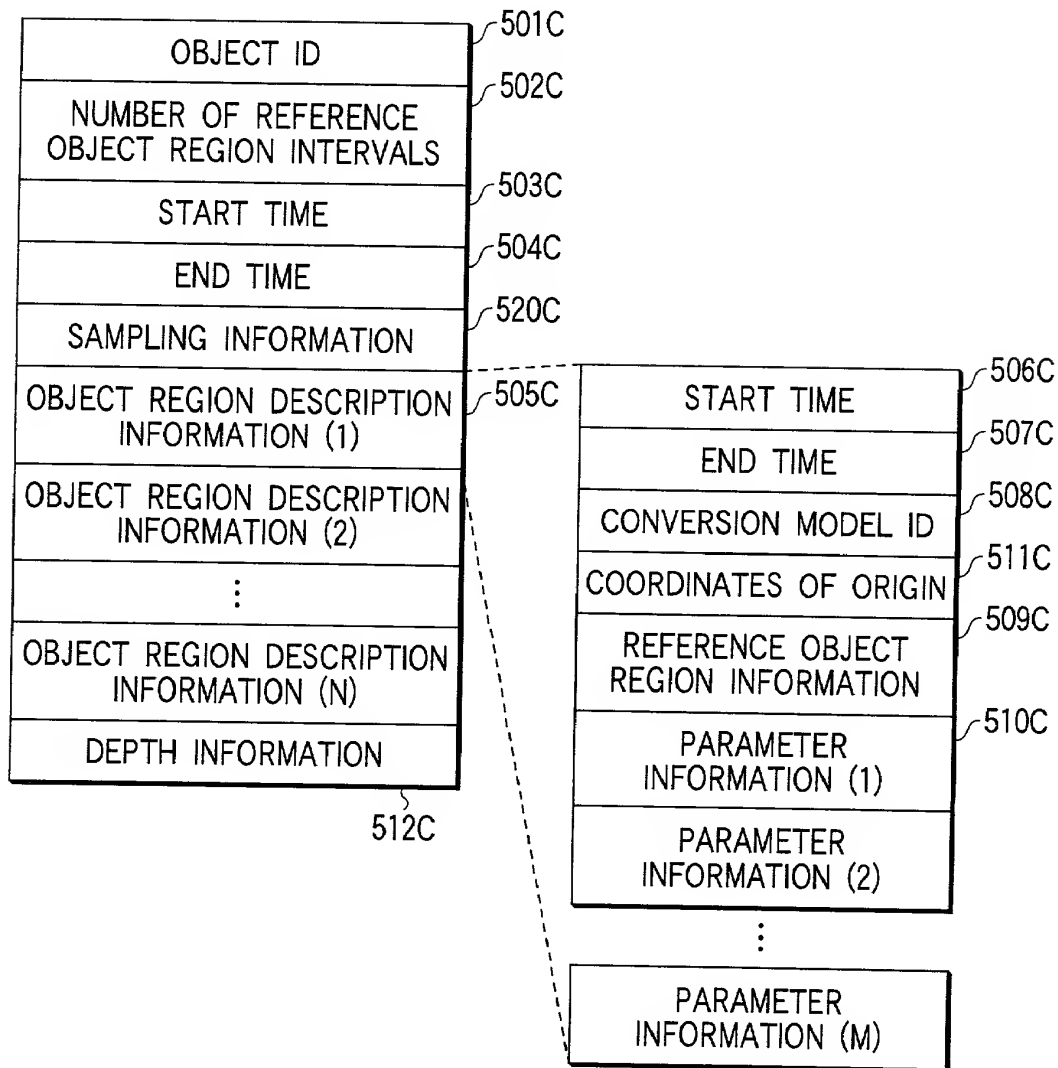 OBJECT ID
501C
NUMBER OF REFERENCE
OBJECT REGION INTERVALS
502C
START TIME
503C
END TIME
504C
SAMPLING INFORMATION
520C
OBJECT REGION DESCRIPTION
INFORMATION (1)
505C
OBJECT REGION DESCRIPTION
INFORMATION (2)
⋮
OBJECT REGION DESCRIPTION
INFORMATION (N)
DEPTH INFORMATION
512C
START TIME
506C
END TIME
507C
CONVERSION MODEL ID
508C
COORDINATES OF ORIGIN
511C
REFERENCE OBJECT
REGION INFORMATION
509C
PARAMETER
INFORMATION (1)
510C
PARAMETER
INFORMATION (2)
⋮
PARAMETER
INFORMATION (M)